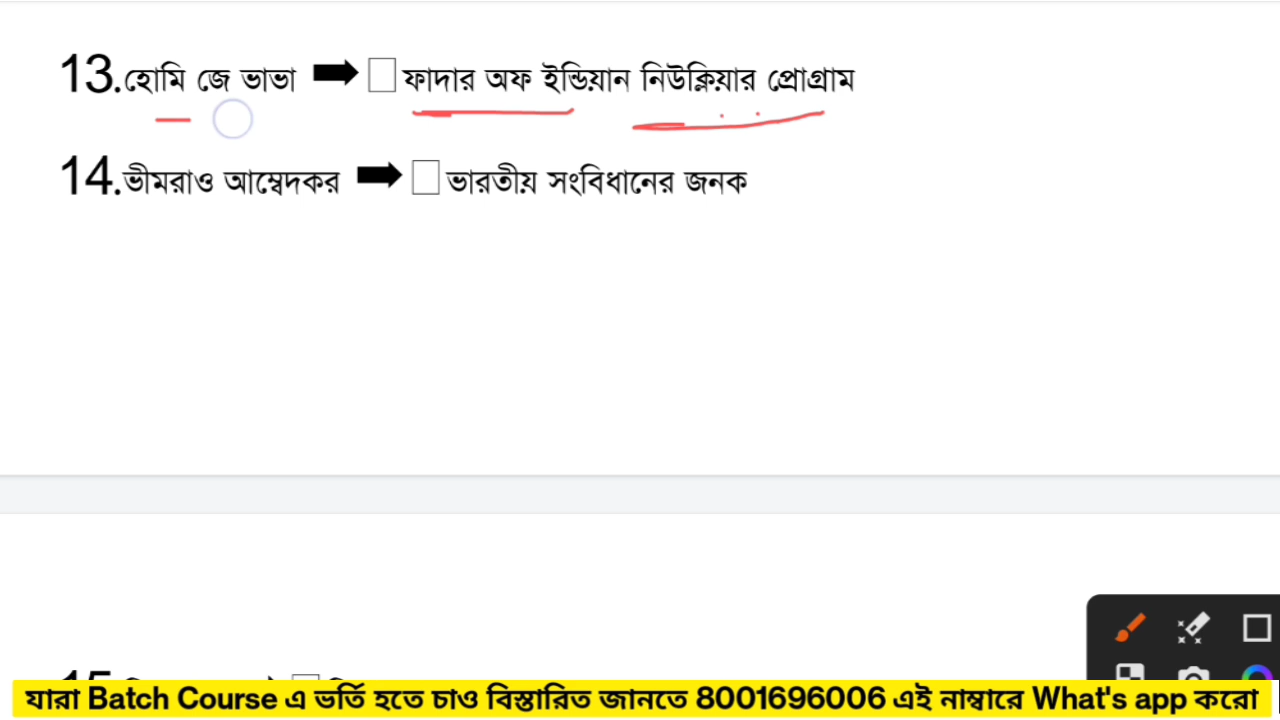 13.হোমি জে ভাভা ➡ □ ফাদার অফ ইন্ডিয়ান নিউক্লিয়ার প্রোগ্রাম
14.ভীমরাও আম্বেদকর ➡ □ ভারতীয় সংবিধানের জনক
যারা Batch Course এ ভর্তি হতে চাও বিস্তারিত জানতে 8001696006 এই নাম্বারে What's app করো